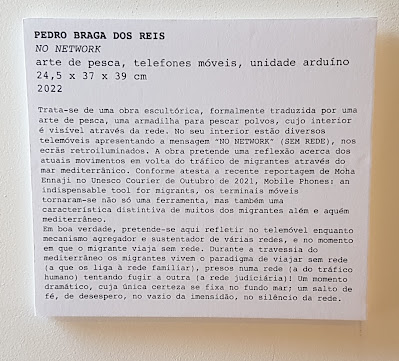 PEDRO BRAGA DOS REIS
NO NETWORK
arte de pesca, telefones móveis, unidade arduíno
24,5 x 37 x 39 cm
2022
Trata-se de uma obra escultórica, formalmente traduzida por uma
arte de pesca, uma armadilha para pescar polvos, cujo interior
é visível através da rede. No seu interior estão diversos
telemóveis apresentando a mensagem "NO NETWORK" (SEM REDE), nos
ecrãs retroiluminados. A obra pretende uma reflexão acerca dos
atuais movimentos em volta do tráfico de migrantes através do
mar mediterrâneo. Conforme atesta a recente reportagem de Moha
Ennaji no Unesco Courier de Outubro de 2021, Mobile Phones: an
indispensable tool for migrants, os terminais móveis
tornaram-se não só uma ferramenta, mas também uma
característica distintiva de muitos dos migrantes além e aquém
mediterrâneo.
Em boa verdade, pretende-se aqui refletir no telemóvel enquanto
mecanismo agregador e sustentador de várias redes, e no momento
em que o migrante viaja sem rede. Durante a travessia do
mediterrâneo os migrantes vivem o paradigma de viajar sem rede
(a que os liga à rede familiar), presos numa rede (a do tráfico
humano) tentando fugir a outra (a rede judiciária)! Um momento
dramático, cuja única certeza se fixa no fundo mar; um salto de
fé, de desespero, no vazio da imensidão, no silêncio da rede.